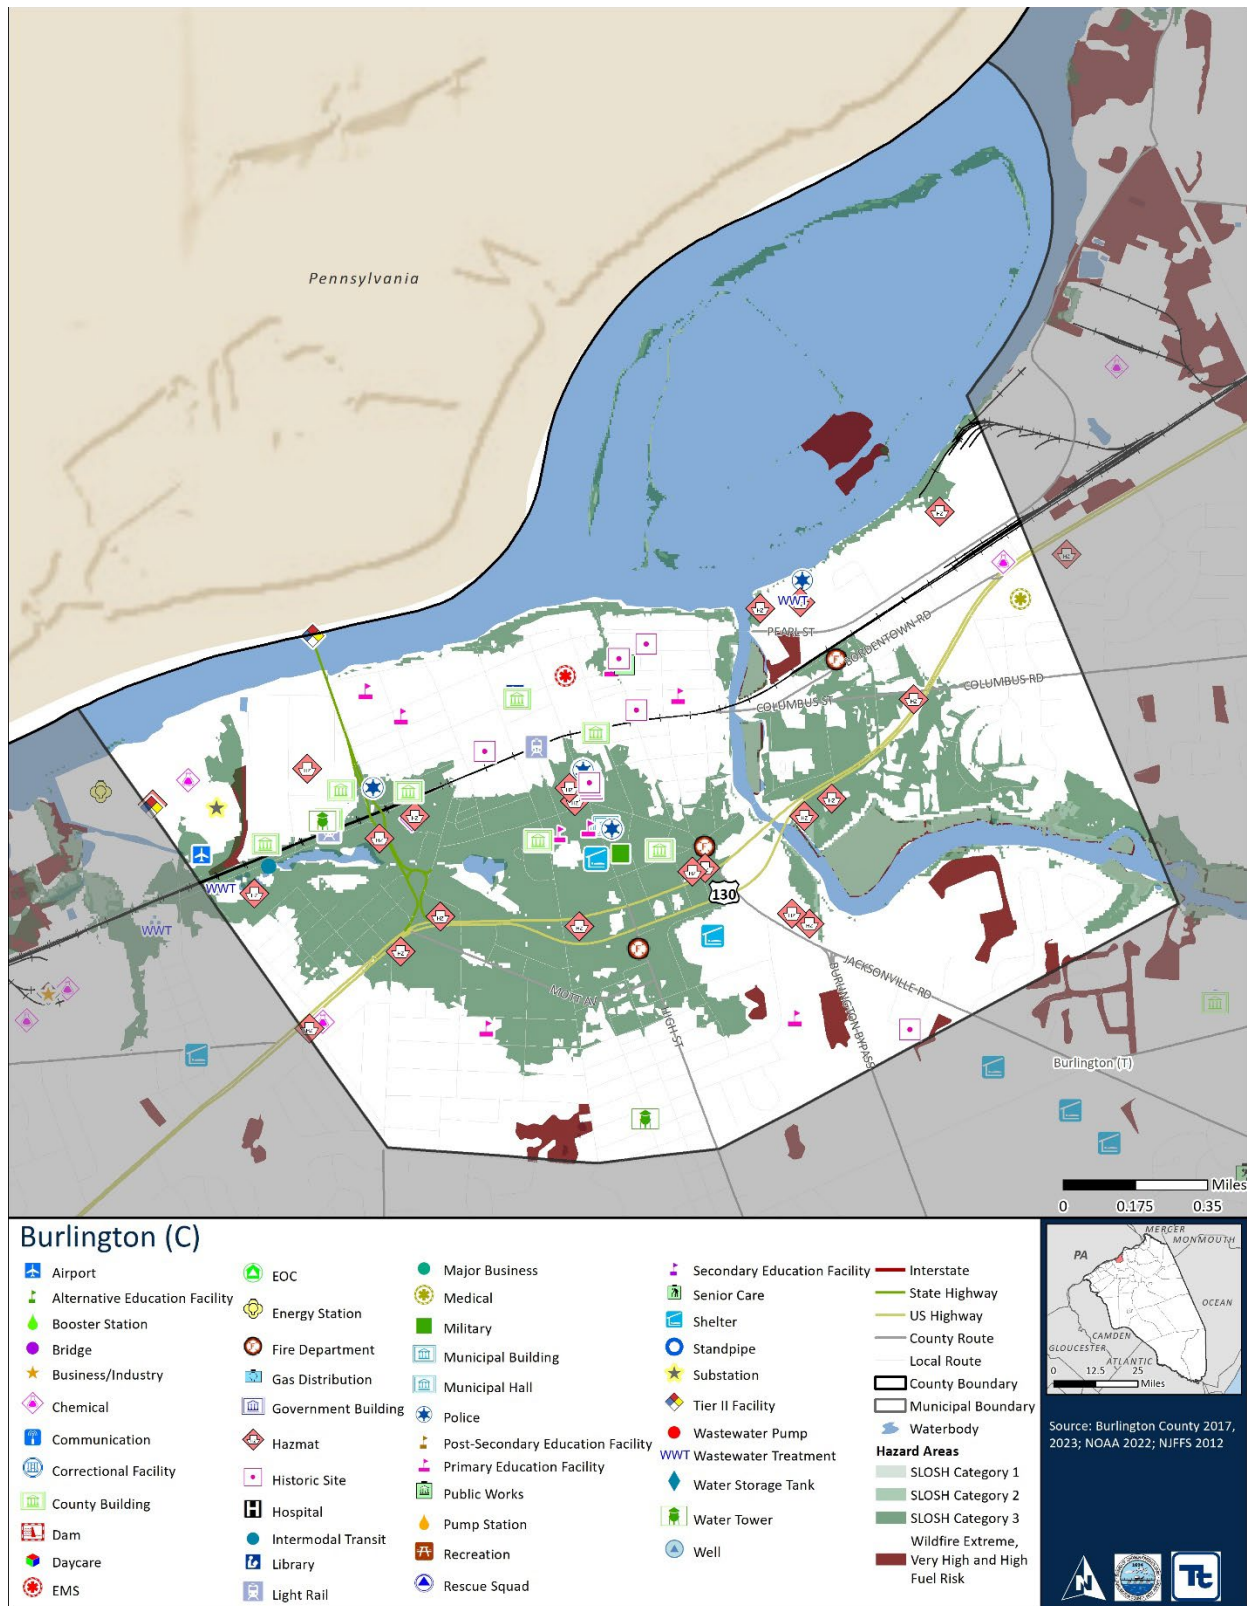 Pennsylvania
WWT
PEARL ST
BORDENTOWN RD
COLUMBUS RD
COLUMBUS ST
WWT
WWT
130
MOTT AV
HIGH ST
JACKSONVILLE RD
BURLINGTON BYPASS
Burlington (T)
Miles
0 0.175 0.35
Burlington (C)
Airport
Alternative Education Facility
Booster Station
Bridge
Business/Industry
Chemical
Communication
Correctional Facility
County Building
Dam
Daycare
EMS
EOC
Energy Station
Fire Department
Gas Distribution
Government Building
Hazmat
Historic Site
Hospital
Intermodal Transit
Library
Light Rail
Major Business
Medical
Military
Municipal Building
Municipal Hall
Police
Post-Secondary Education Facility
Primary Education Facility
Public Works
Pump Station
Recreation
Rescue Squad
Secondary Education Facility
Senior Care
Shelter
Standpipe
Substation
Tier II Facility
Wastewater Pump
WWT Wastewater Treatment
Water Storage Tank
Water Tower
Well
Interstate
State Highway
US Highway
County Route
Local Route
County Boundary
Municipal Boundary
Waterbody
Hazard Areas
SLOSH Category 1
SLOSH Category 2
SLOSH Category 3
Wildfire Extreme,
Very High and High
Fuel Risk
MERCER
MONMOUTH
PA
OCEAN
CAMDEN
GLOUCESTER
ATLANTIC
0 12.5 25
Miles
Source: Burlington County 2017,
2023; NOAA 2022; NJFFS 2012
N
Tt